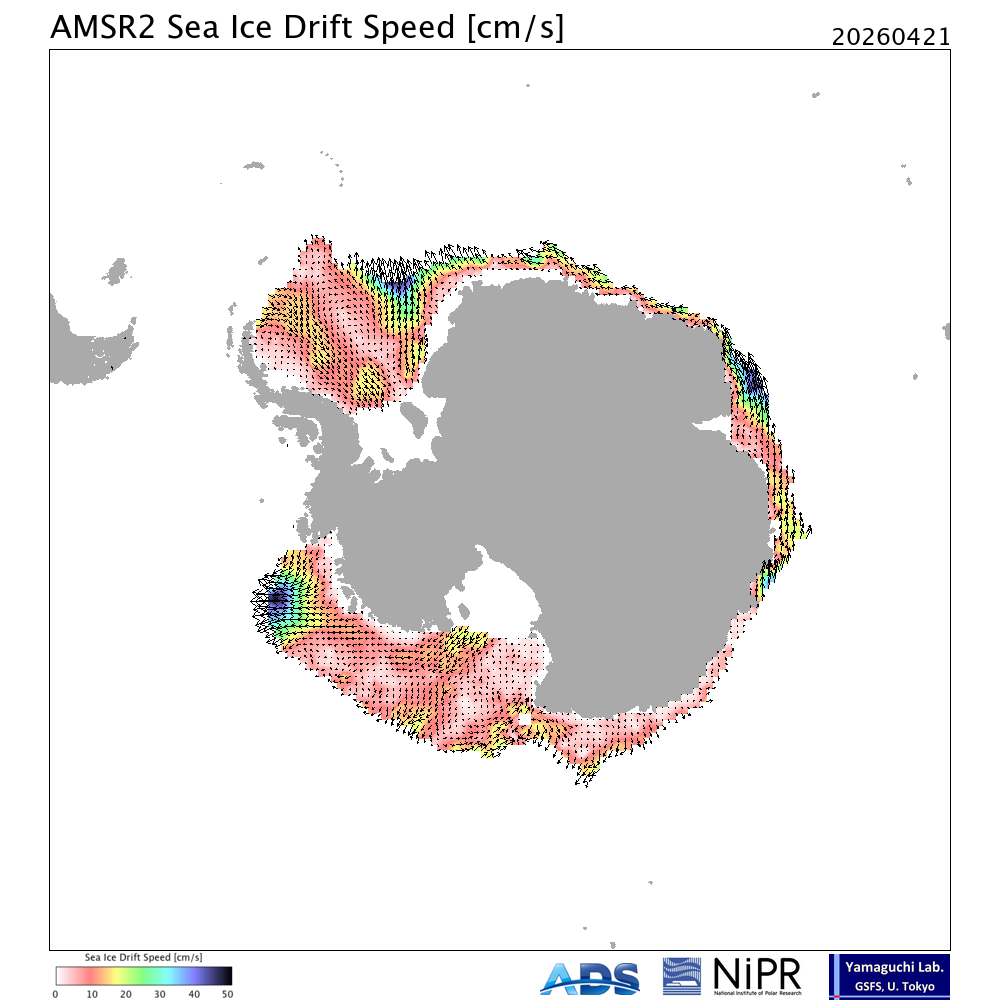 AMSR2 Sea Ice Drift Speed [cm/s]
20260421
Sea Ice Drift Speed [cm/s]
0 10 20 30 40 50
ADS
NiPR
National Institute of Polar Research
Yamaguchi Lab.
GSFS, U. Tokyo